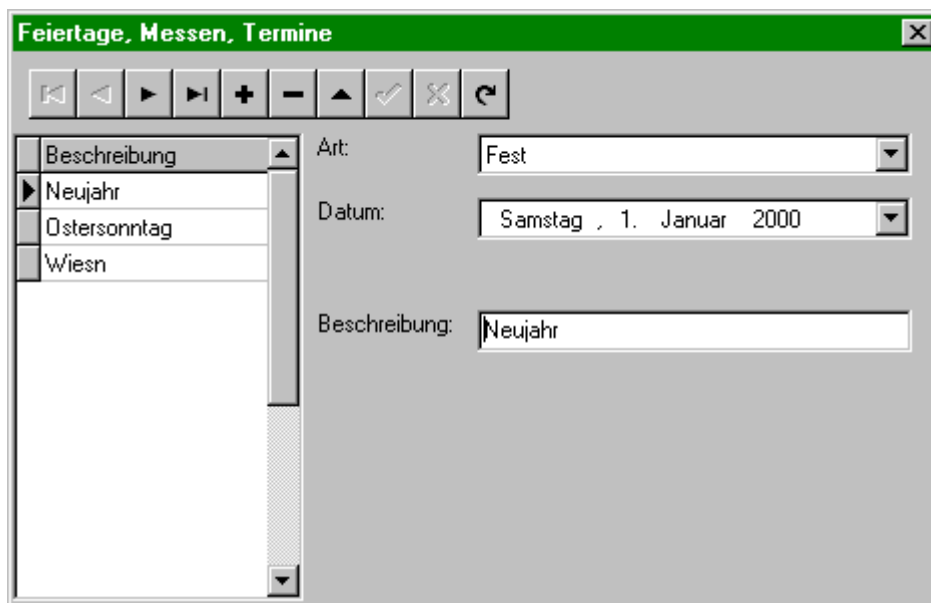 Feiertage, Messen, Termine
Beschreibung
Neujahr
Ostersonntag
Wiesn
Art:
Fest
Datum:
Samstag , 1. Januar 2000
Beschreibung:
Neujahr